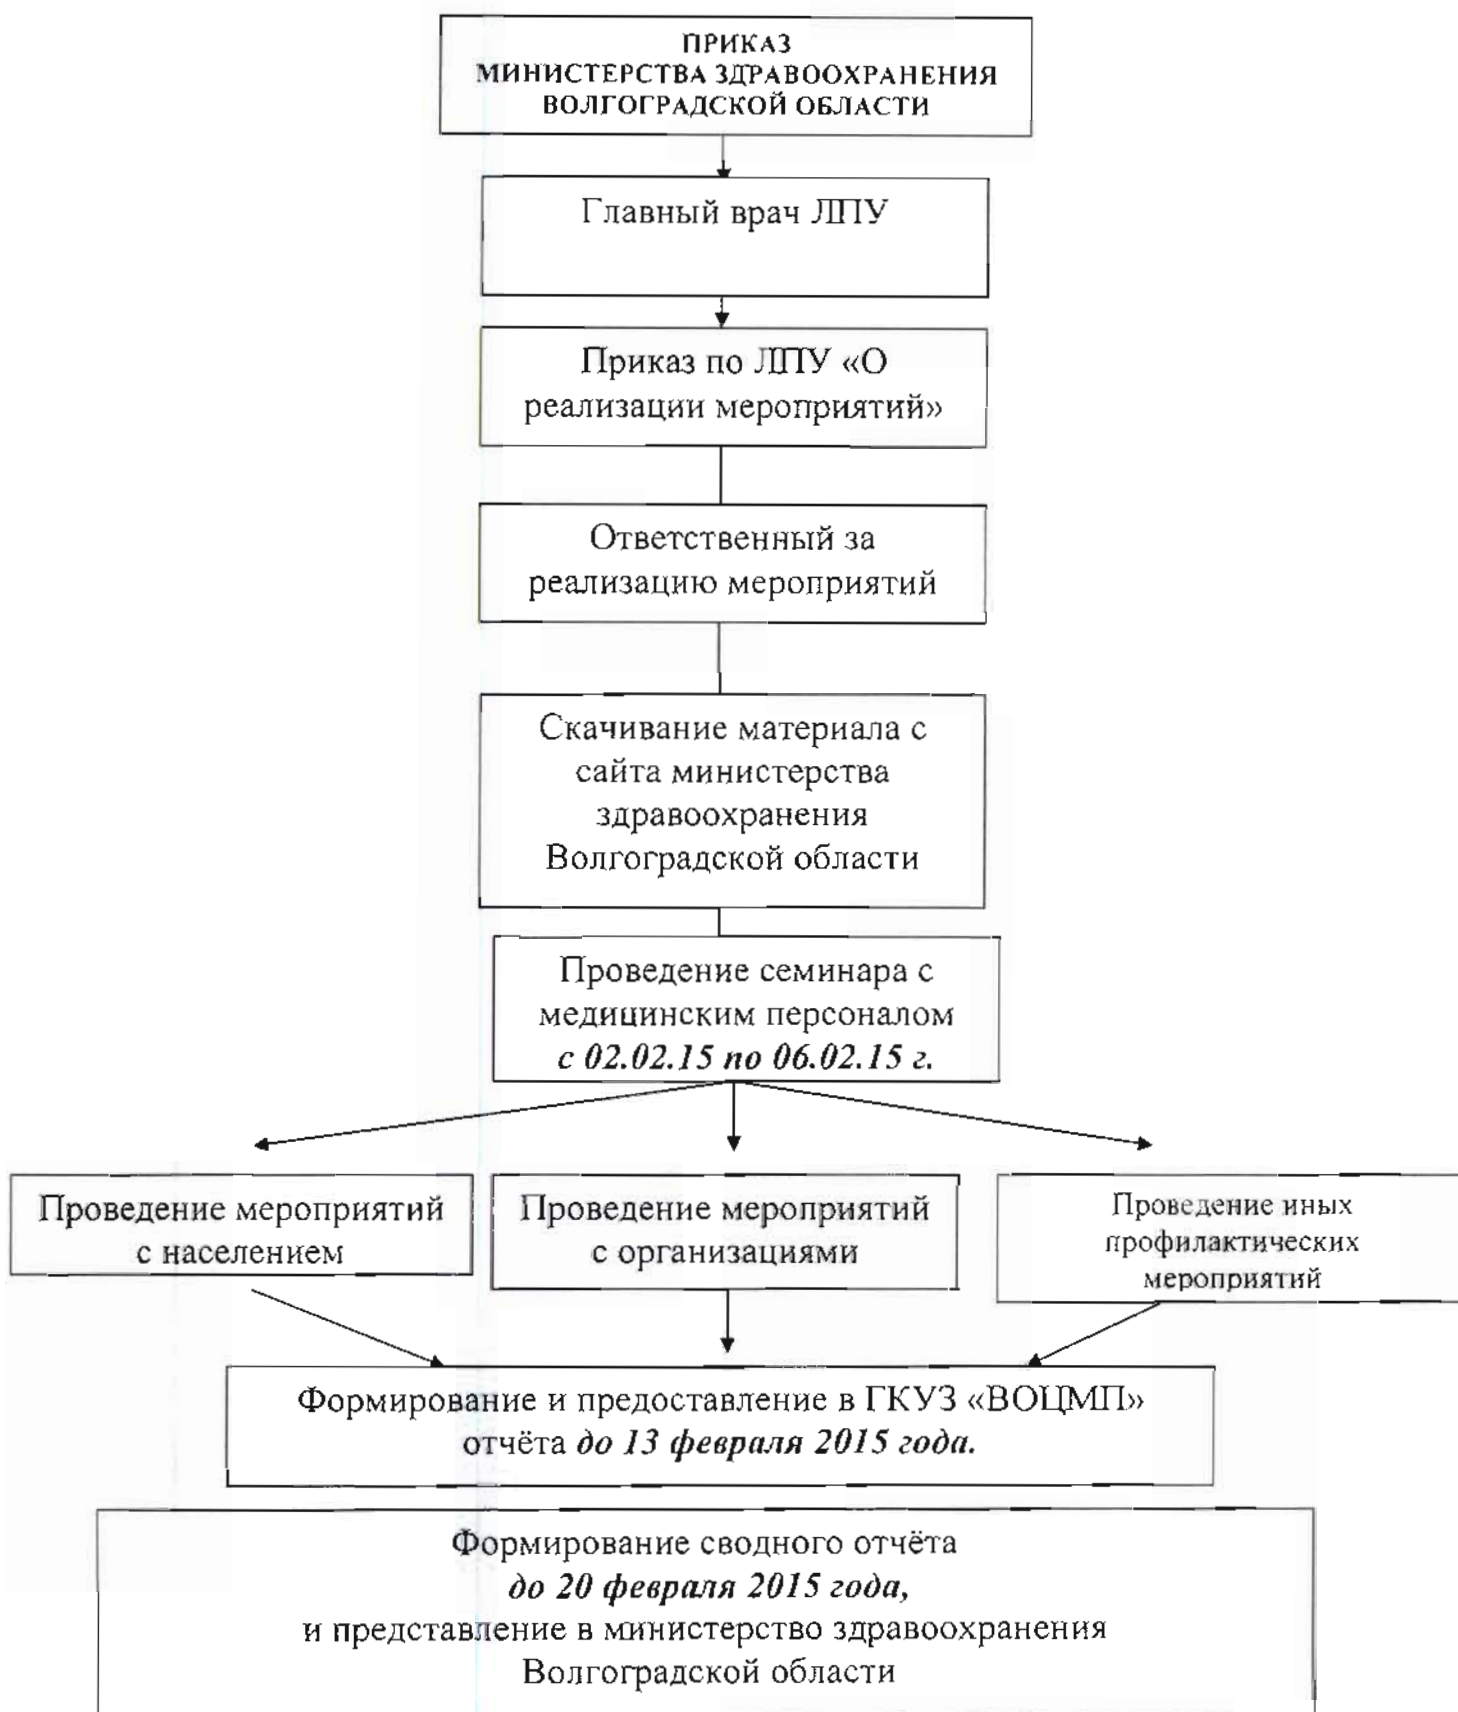 ПРИКАЗ
МИНИСТЕРСТВА ЗДРАВООХРАНЕНИЯ
ВОЛГОГРАДСКОЙ ОБЛАСТИ
Главный врач ЛПУ
Приказ по ЛПУ «О
реализации мероприятий»
Ответственный за
реализацию мероприятий
Скачивание материала с
сайта министерства
здравоохранения
Волгоградской области
Проведение семинара с
медицинским персоналом
с 02.02.15 по 06.02.15 г.
Проведение мероприятий
с населением
Проведение мероприятий
с организациями
Проведение иных
профилактических
мероприятий
Формирование и предоставление в ГКУЗ «ВОЦМП»
отчёта до 13 февраля 2015 года.
Формирование сводного отчёта
до 20 февраля 2015 года,
и представление в министерство здравоохранения
Волгоградской области